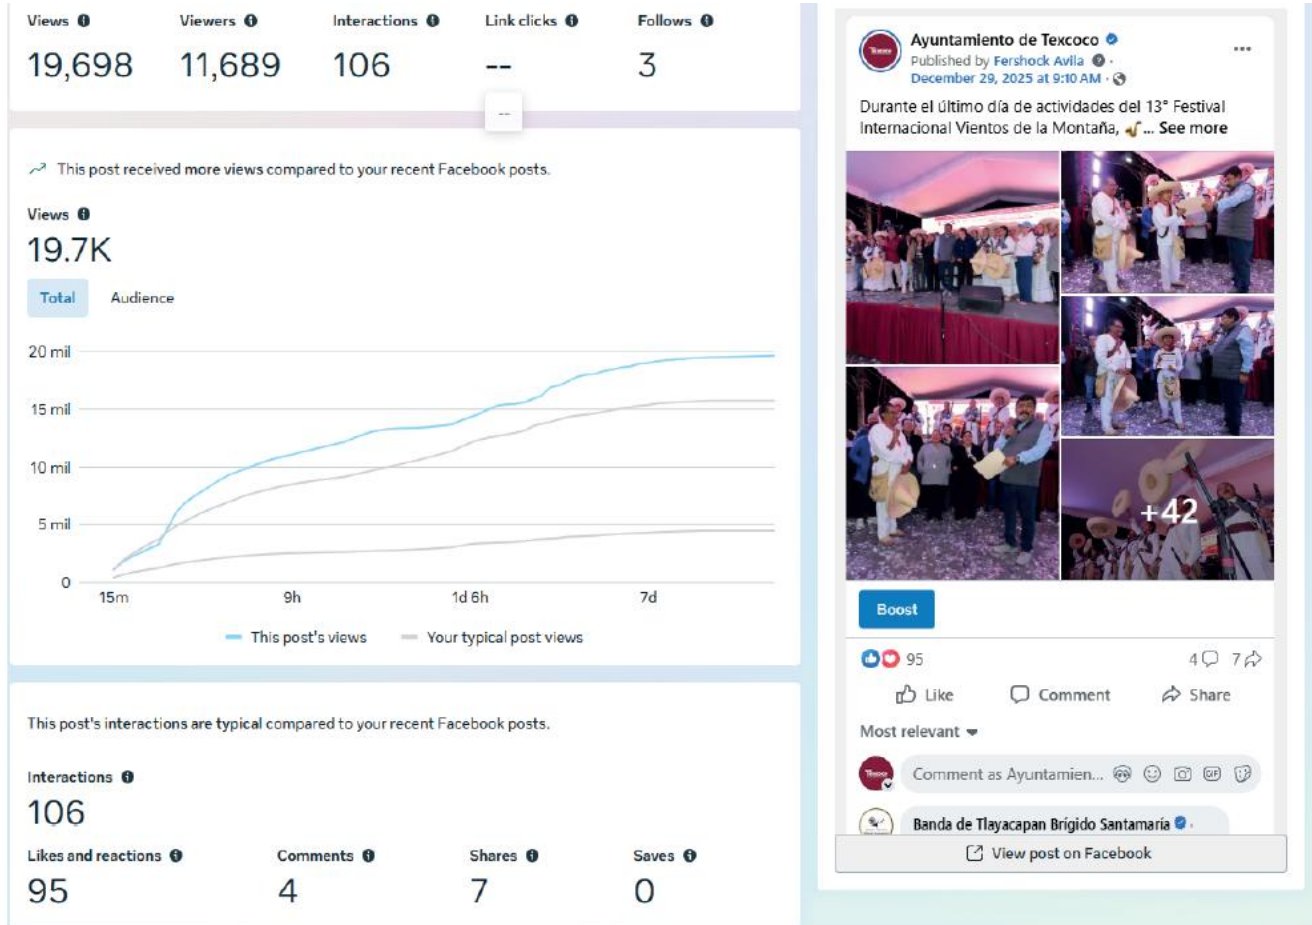 Views
Viewers
Interactions
Link clicks
Follows
19,698
11,689
106
--
3
--
This post received more views compared to your recent Facebook posts.
Views
19.7K
Total
Audience
20 mil
15 mil
10 mil
5 mil
0
15m
9h
1d 6h
7d
This post's views
Your typical post views
This post's interactions are typical compared to your recent Facebook posts.
Interactions
106
Likes and reactions
Comments
Shares
Saves
95
4
7
0
Texcoco
Ayuntamiento de Texcoco
Published by Fershock Avila ·
December 29, 2025 at 9:10 AM ·
Durante el último día de actividades del 13° Festival
Internacional Vientos de la Montaña, 🎷... See more
+42
Boost
95
4
7
Like
Comment
Share
Most relevant
Texcoco
Comment as Ayuntamien...
GIF
Banda de Tlayacapan Brígido Santamaría ·
View post on Facebook